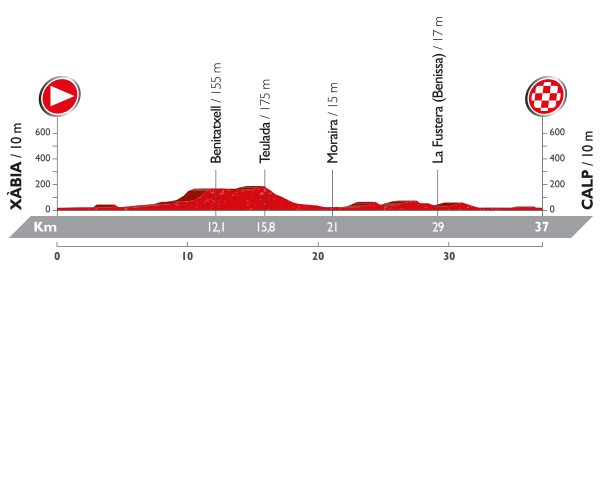 XÀBIA / 10 m
Benitatxell / 155 m
Teulada / 175 m
Moraira / 15 m
La Fustera (Benissa) / 17 m
CALP / 10 m
600
400
200
0
600
400
200
0
Km 12,1 15,8 21 29 37
0 10 20 30